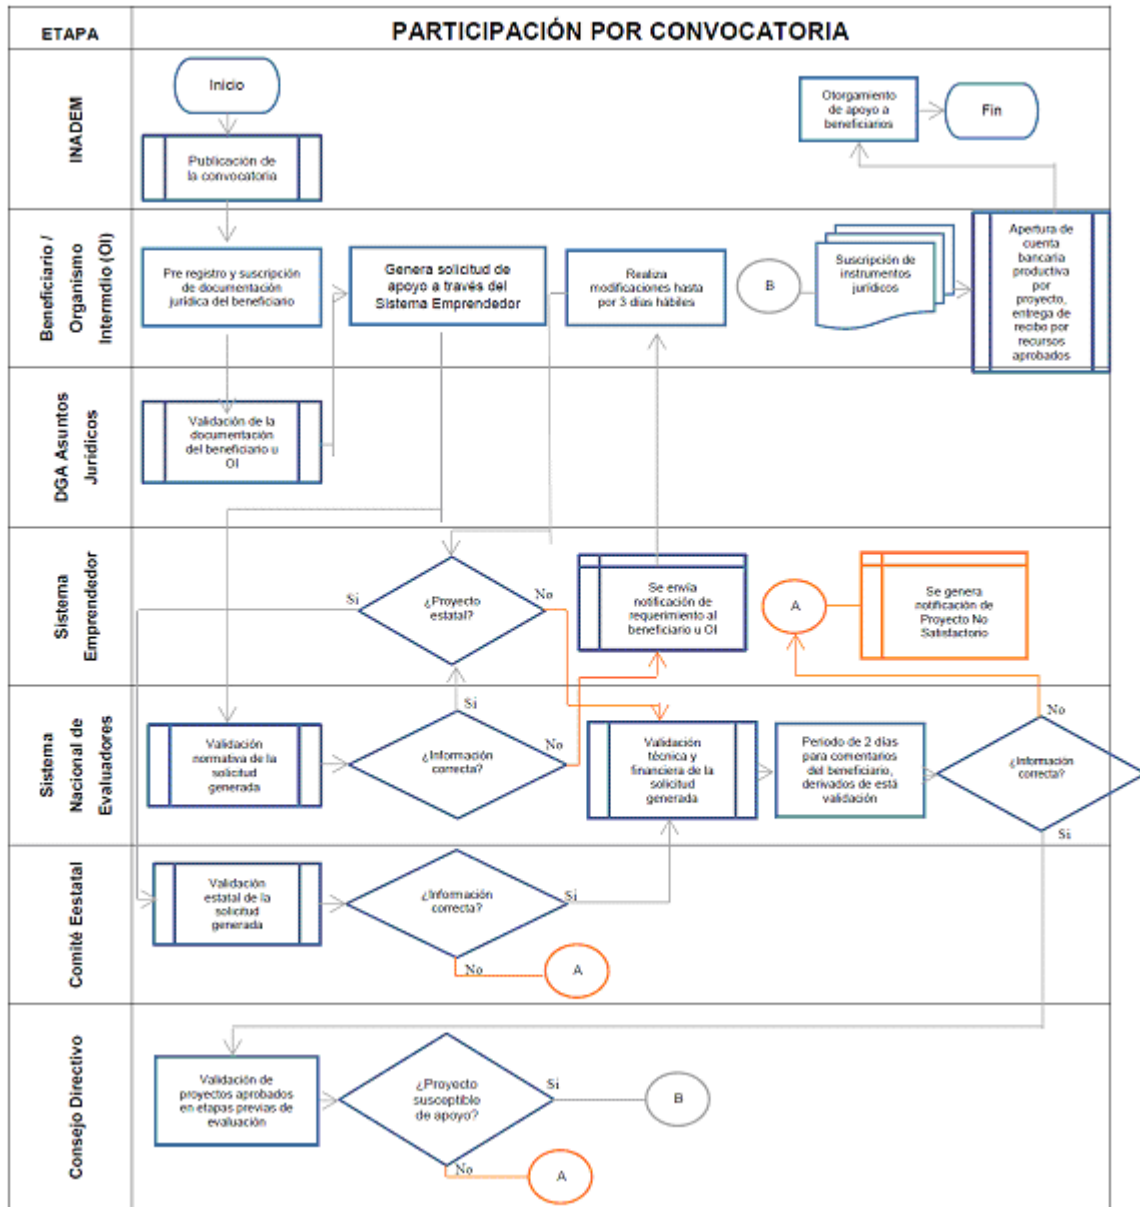 ETAPA
PARTICIPACIÓN POR CONVOCATORIA
INADEM
Inicio
Publicación de
la convocatoria
Otorgamiento
de apoyo a
beneficiarios
Fin
Beneficiario /
Organismo
Intermdio (OI)
Pre registro y suscripción
de documentación
jurídica del beneficiario
Genera solicitud de
apoyo a través del
Sistema Emprendedor
Realiza
modificaciones hasta
por 3 días hábiles
B
Suscripción de
instrumentos
jurídicos
Apertura de
cuenta
bancaria
productiva
por
proyecto,
entrega de
recibo por
recursos
aprobados
DGA Asuntos
Jurídicos
Validación de la
documentación
del beneficiario u
OI
Sistema
Emprendedor
Si
¿Proyecto
estatal?
No
Se envía
notificación de
requerimiento al
beneficiario u OI
A
Se genera
notificación de
Proyecto No
Satisfactorio
Sistema
Nacional de
Evaluadores
Validación
normativa de la
solicitud
generada
Si
¿Información
correcta?
No
Validación
técnica y
financiera de la
solicitud
generada
Periodo de 2 días
para comentarios
del beneficiario,
derivados de está
validación
No
¿Información
correcta?
Si
Comité Eestatal
Validación
estatal de la
solicitud
generada
¿Información
correcta?
Si
No
A
Consejo Directivo
Validación de
proyectos aprobados
en etapas previas de
evaluación
¿Proyecto
susceptible
de apoyo?
Si
B
No
A